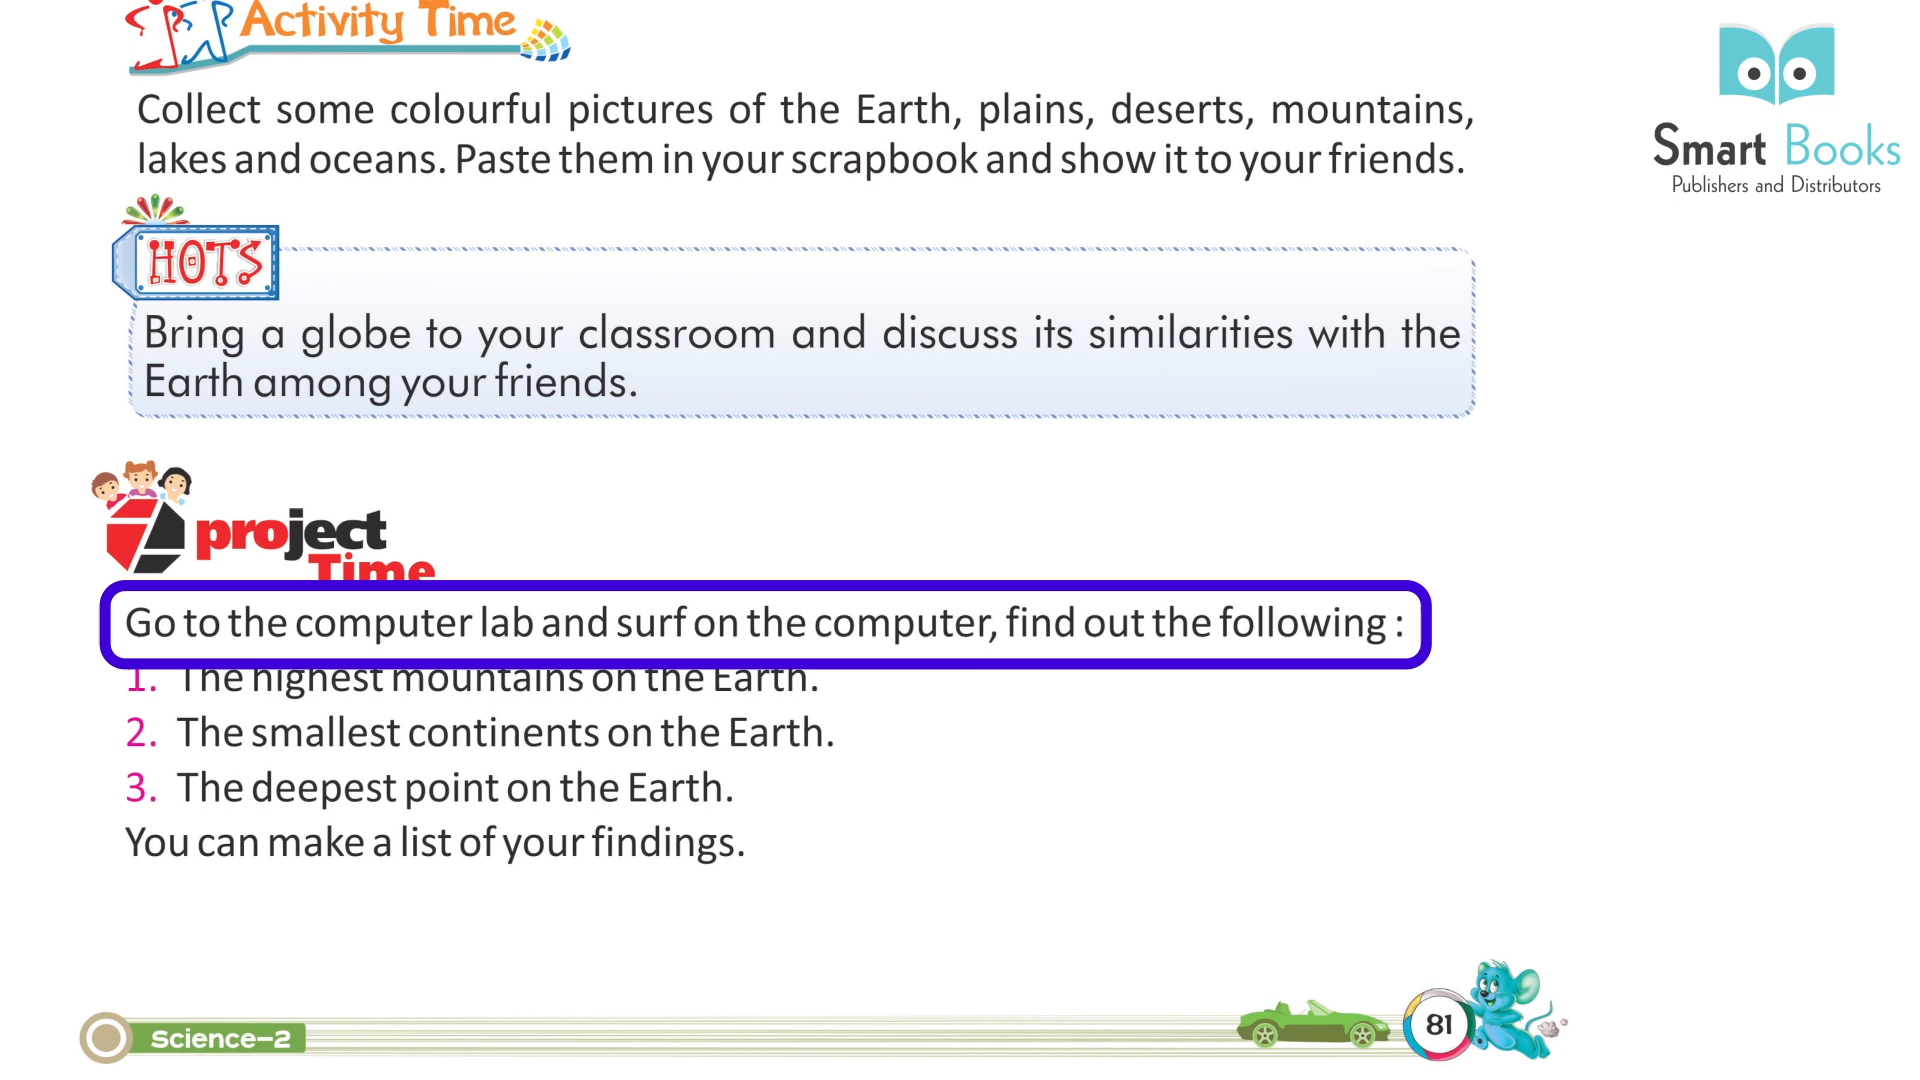 Activity Time
Collect some colourful pictures of the Earth, plains, deserts, mountains,
lakes and oceans. Paste them in your scrapbook and show it to your friends.
Smart Books
Publishers and Distributors
HOTS
Bring a globe to your classroom and discuss its similarities with the
Earth among your friends.
project
Time
Go to the computer lab and surf on the computer, find out the following :
1. The highest mountains on the Earth.
2. The smallest continents on the Earth.
3. The deepest point on the Earth.
You can make a list of your findings.
Science–2
81